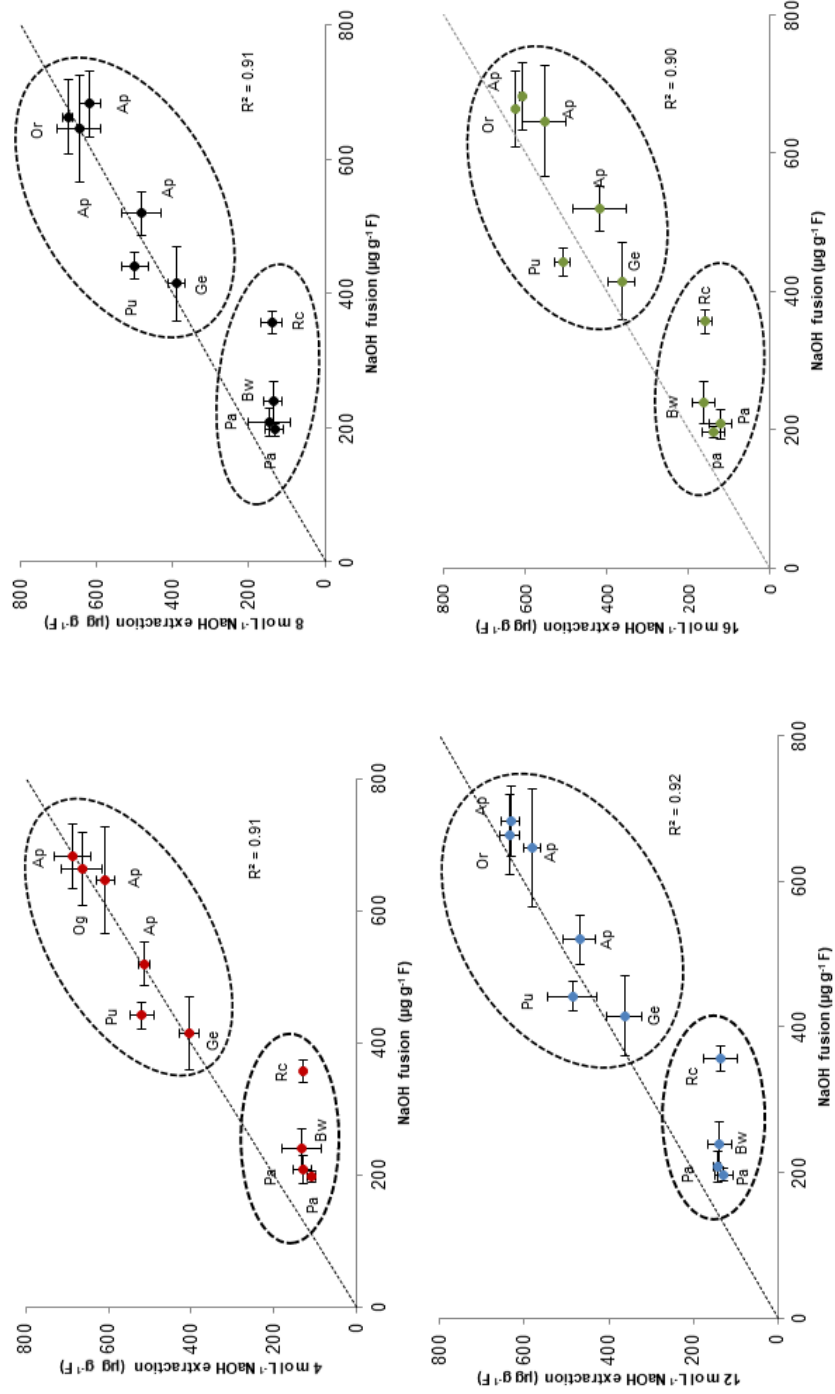 4 mol L⁻¹ NaOH extraction (µg g⁻¹ F)
800
600
400
200
0
Ap
Og
Ap
Pu
Ap
Ge
R² = 0.91
Rc
Pa
Bw
Pa
0 200 400 600 800
NaOH fusion (µg g⁻¹ F)
8 mol L⁻¹ NaOH extraction (µg g⁻¹ F)
800
600
400
200
0
Or
Ap
Ap
Pu
Ap
Ge
R² = 0.91
Pa
Bw
Rc
Pa
0 200 400 600 800
NaOH fusion (µg g⁻¹ F)
12 mol L⁻¹ NaOH extraction (µg g⁻¹ F)
800
600
400
200
0
Or
Ap
Ap
Pu
Ap
Ge
R² = 0.92
Pa
Rc
Bw
Pa
0 200 400 600 800
NaOH fusion (µg g⁻¹ F)
16 mol L⁻¹ NaOH extraction (µg g⁻¹ F)
800
600
400
200
0
Or
Ap
Ap
Pu
Ap
Ge
R² = 0.90
Bw
Rc
pa
Pa
0 200 400 600 800
NaOH fusion (µg g⁻¹ F)